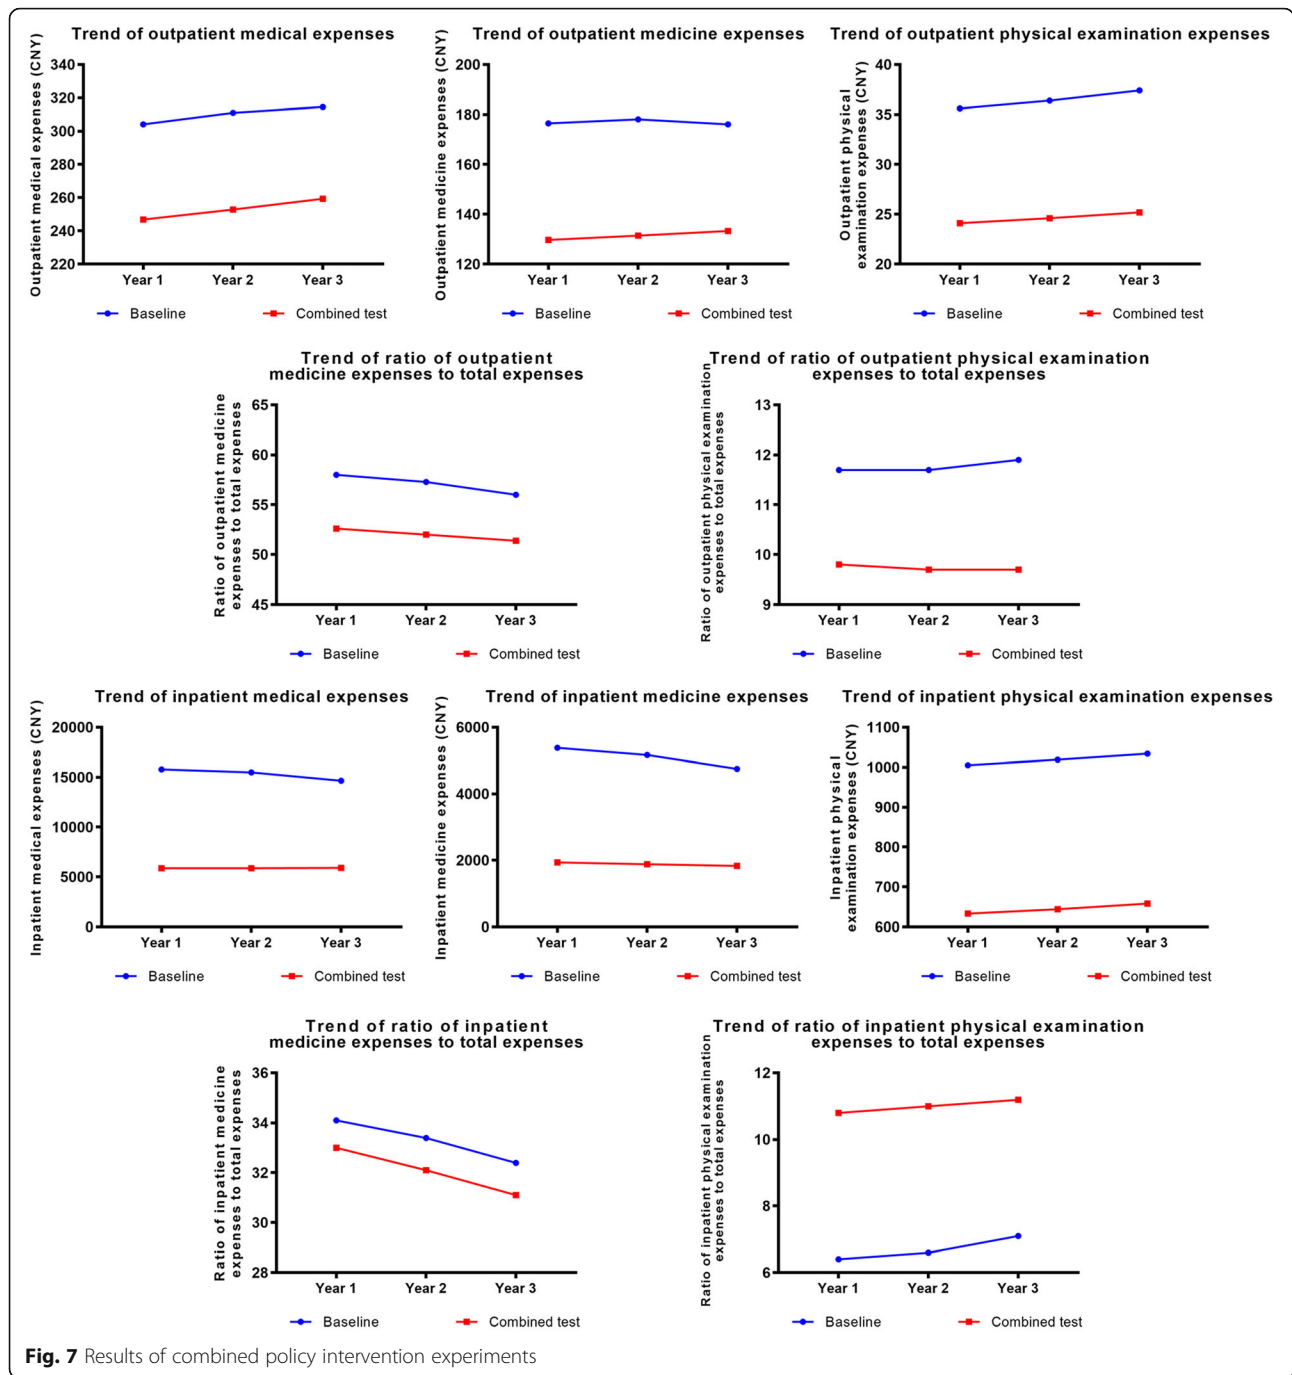 Trend of outpatient medical expenses
Outpatient medical expenses (CNY)
340
320
300
280
260
240
220
Year 1 Year 2 Year 3
Baseline Combined test
Trend of outpatient medicine expenses
Outpatient medicine expenses (CNY)
200
180
160
140
120
Year 1 Year 2 Year 3
Baseline Combined test
Trend of outpatient physical examination expenses
Outpatient physical
examination expenses (CNY)
40
35
30
25
20
Year 1 Year 2 Year 3
Baseline Combined test
Trend of ratio of outpatient
medicine expenses to total expenses
Ratio of outpatient medicine
expenses to total expenses
65
60
55
50
45
Year 1 Year 2 Year 3
Baseline Combined test
Trend of ratio of outpatient physical examination
expenses to total expenses
Ratio of outpatient physical examination
expenses to total expenses
13
12
11
10
9
Year 1 Year 2 Year 3
Baseline Combined test
Trend of inpatient medical expenses
Inpatient medical expenses (CNY)
20000
15000
10000
5000
0
Year 1 Year 2 Year 3
Baseline Combined test
Trend of inpatient medicine expenses
Inpatient medicine expenses (CNY)
6000
4000
2000
0
Year 1 Year 2 Year 3
Baseline Combined test
Trend of inpatient physical examination expenses
Inpatient physical
examination expenses (CNY)
1100
1000
900
800
700
600
Year 1 Year 2 Year 3
Baseline Combined test
Trend of ratio of inpatient
medicine expenses to total expenses
Ratio of inpatient medicine
expenses to total expenses
36
34
32
30
28
Year 1 Year 2 Year 3
Baseline Combined test
Trend of ratio of inpatient physical examination
expenses to total expenses
Ratio of inpatient physical examination
expenses to total expenses
12
10
8
6
Year 1 Year 2 Year 3
Baseline Combined test
Fig. 7 Results of combined policy intervention experiments